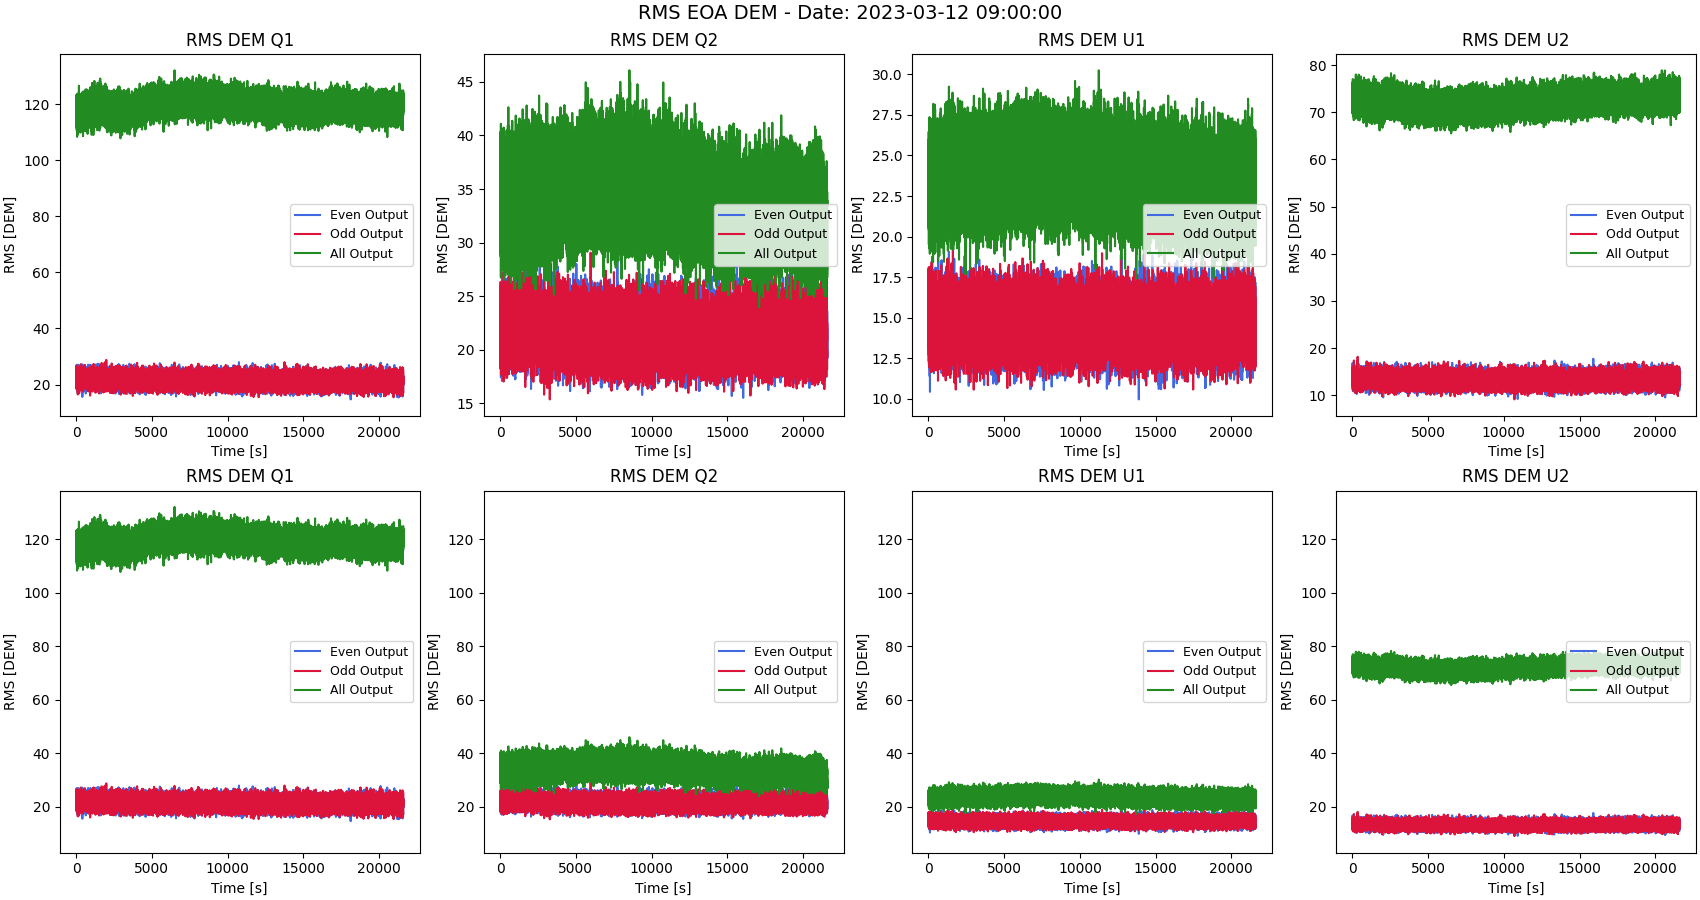 RMS EOA DEM - Date: 2023-03-12 09:00:00
RMS DEM Q1
RMS [DEM]
120
100
80
60
40
20
0 5000 10000 15000 20000
Time [s]
Even Output
Odd Output
All Output
RMS DEM Q2
RMS [DEM]
45
40
35
30
25
20
15
0 5000 10000 15000 20000
Time [s]
Even Output
Odd Output
All Output
RMS DEM U1
RMS [DEM]
30.0
27.5
25.0
22.5
20.0
17.5
15.0
12.5
10.0
0 5000 10000 15000 20000
Time [s]
Even Output
Odd Output
All Output
RMS DEM U2
RMS [DEM]
80
70
60
50
40
30
20
10
0 5000 10000 15000 20000
Time [s]
Even Output
Odd Output
All Output
RMS DEM Q1
RMS [DEM]
120
100
80
60
40
20
0 5000 10000 15000 20000
Time [s]
Even Output
Odd Output
All Output
RMS DEM Q2
RMS [DEM]
120
100
80
60
40
20
0 5000 10000 15000 20000
Time [s]
Even Output
Odd Output
All Output
RMS DEM U1
RMS [DEM]
120
100
80
60
40
20
0 5000 10000 15000 20000
Time [s]
Even Output
Odd Output
All Output
RMS DEM U2
RMS [DEM]
120
100
80
60
40
20
0 5000 10000 15000 20000
Time [s]
Even Output
Odd Output
All Output